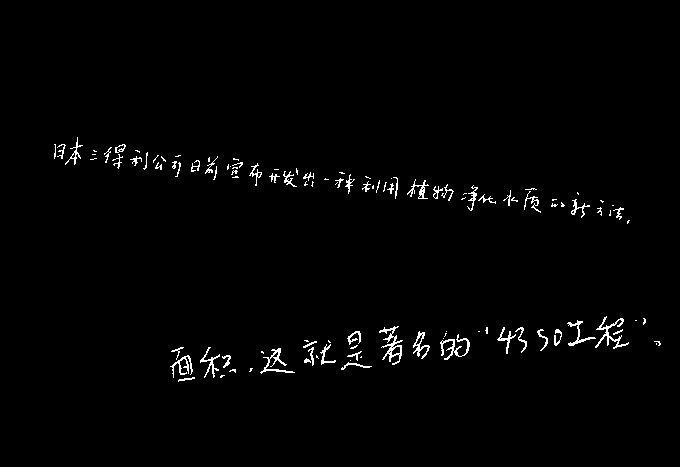 日本三得利公司日前宣布开发出一种利用植物净化水质的新方法,
面积,这就是著名的“4350工程”。